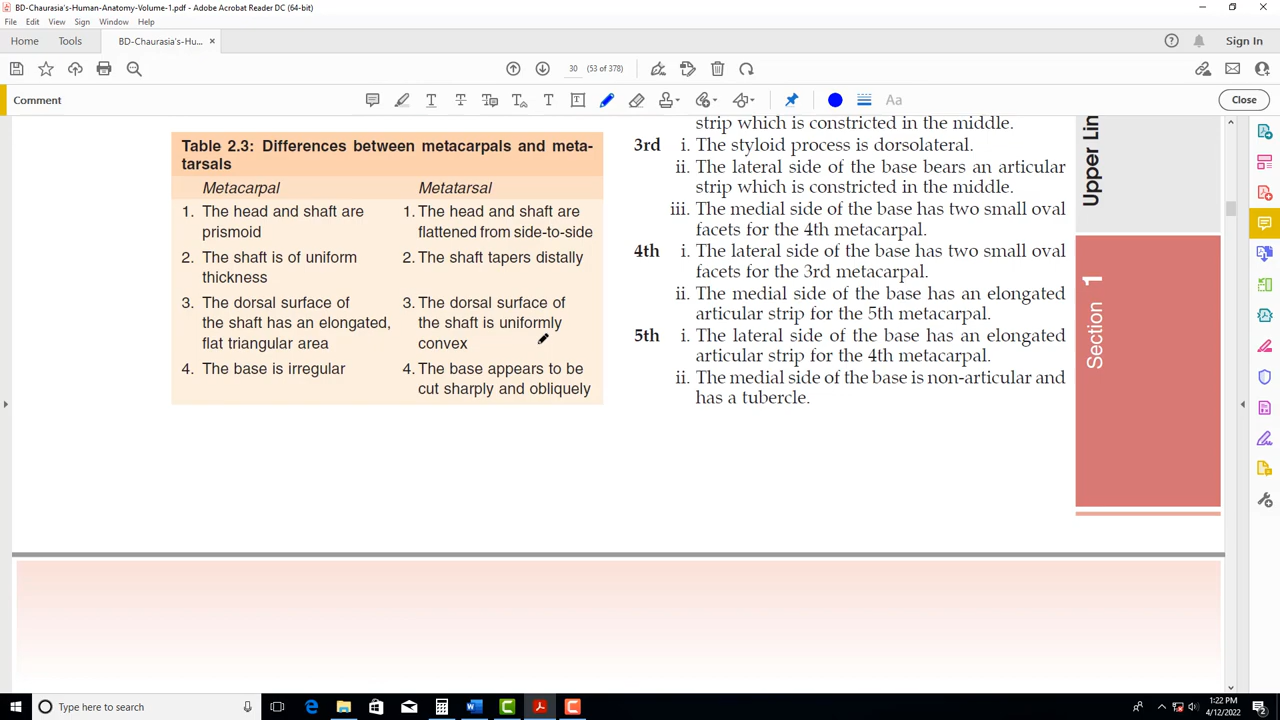 BD-Chaurasia's-Human-Anatomy-Volume-1.pdf - Adobe Acrobat Reader DC (64-bit)
File Edit View Sign Window Help
Home Tools BD-Chaurasia's-Hu... × Sign In
30 (53 of 378)
Comment Aa Close
Table 2.3: Differences between metacarpals and meta-
tarsals
Metacarpal Metatarsal
1. The head and shaft are 1. The head and shaft are
prismoid flattened from side-to-side
2. The shaft is of uniform 2. The shaft tapers distally
thickness
3. The dorsal surface of 3. The dorsal surface of
the shaft has an elongated, the shaft is uniformly
flat triangular area convex
4. The base is irregular 4. The base appears to be
cut sharply and obliquely
strip which is constricted in the middle.
3rd i. The styloid process is dorsolateral.
ii. The lateral side of the base bears an articular
strip which is constricted in the middle.
iii. The medial side of the base has two small oval
facets for the 4th metacarpal.
4th i. The lateral side of the base has two small oval
facets for the 3rd metacarpal.
ii. The medial side of the base has an elongated
articular strip for the 5th metacarpal.
5th i. The lateral side of the base has an elongated
articular strip for the 4th metacarpal.
ii. The medial side of the base is non-articular and
has a tubercle.
Upper Lin
Section 1
Type here to search
1:22 PM
4/12/2022
2